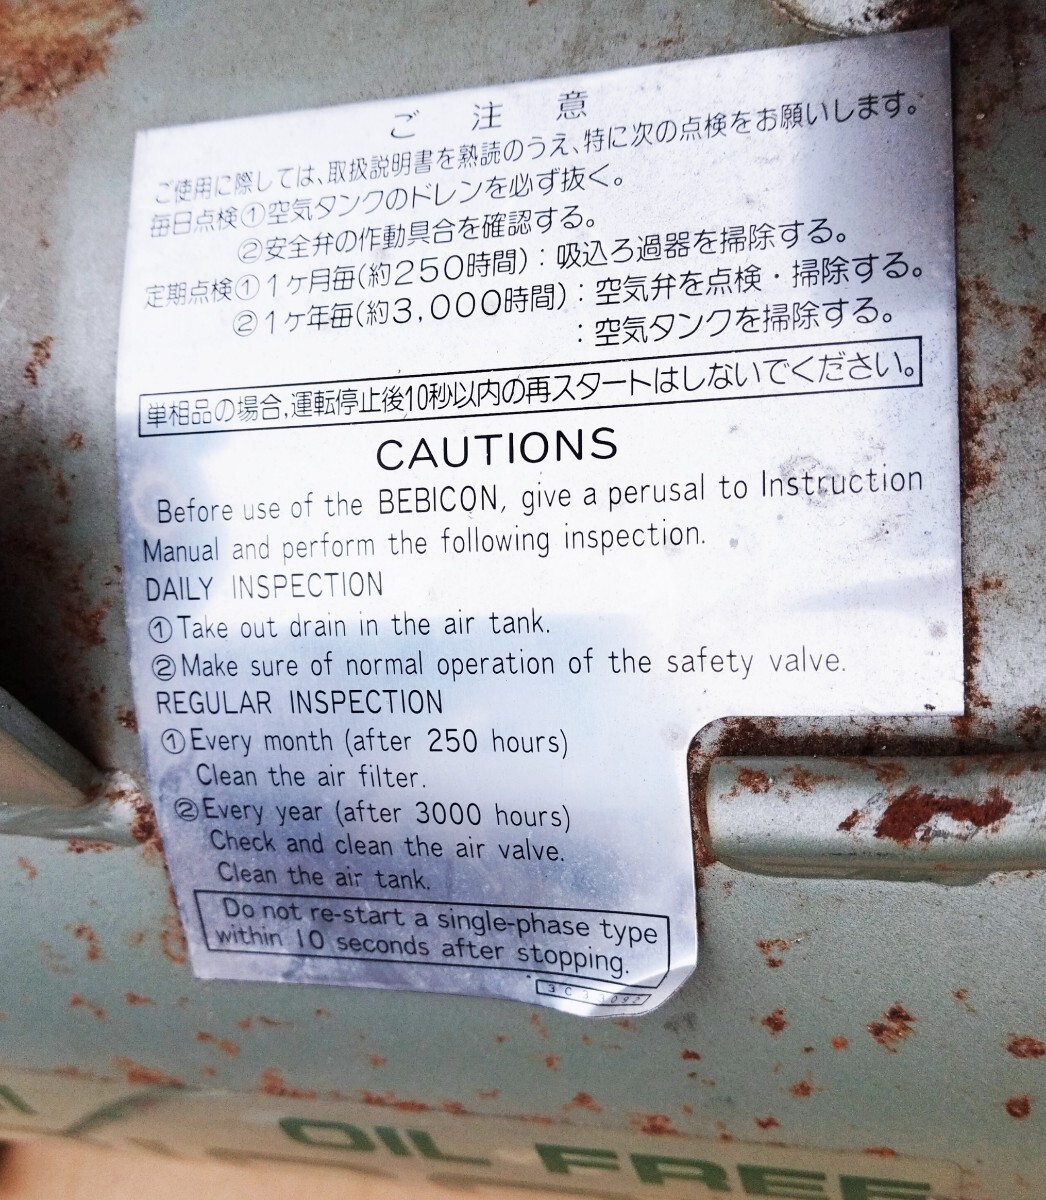 ご注意
ご使用に際しては、取扱説明書を熟読のうえ、特に次の点検をお願いします。
毎日点検①空気タンクのドレンを必ず抜く。
②安全弁の作動具合を確認する。
定期点検①1ケ月毎(約250時間)：吸込ろ過器を掃除する。
②1ケ年毎(約3,000時間)：空気弁を点検・掃除する。
：空気タンクを掃除する。
単相品の場合,運転停止後10秒以内の再スタートはしないでください。
CAUTIONS
Before use of the BEBICON, give a perusal to Instruction
Manual and perform the following inspection.
DAILY INSPECTION
①Take out drain in the air tank.
②Make sure of normal operation of the safety valve.
REGULAR INSPECTION
①Every month (after 250 hours)
Clean the air filter.
②Every year (after 3000 hours)
Check and clean the air valve.
Clean the air tank.
Do not re-start a single-phase type
within 10 seconds after stopping.
OIL FREE